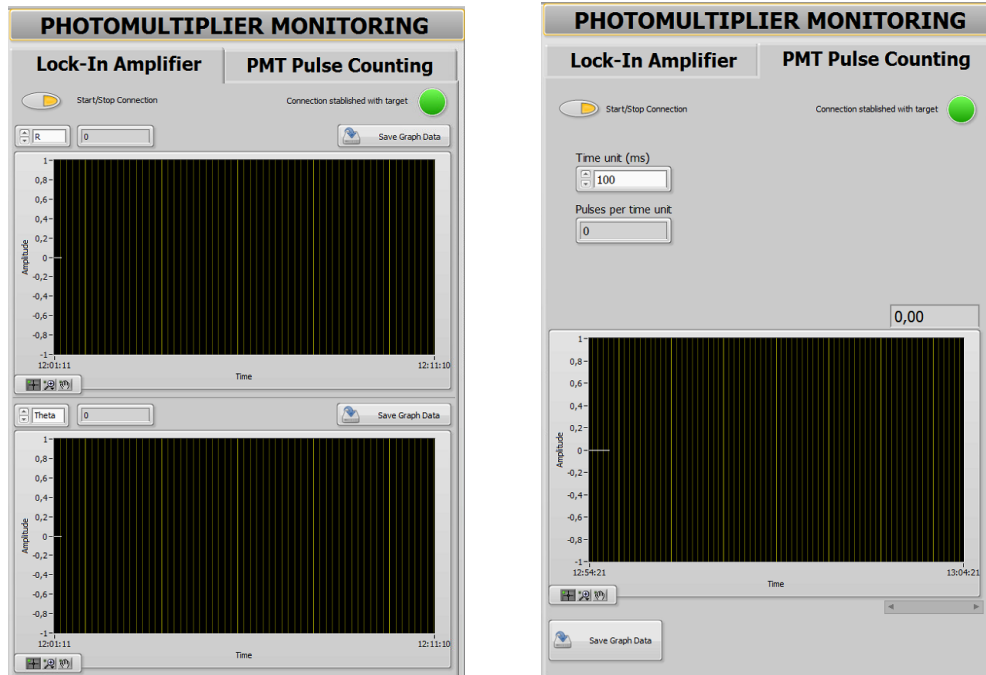 PHOTOMULTIPLIER MONITORING
Lock-In Amplifier
PMT Pulse Counting
Start/Stop Connection
Connection stablished with target
R
0
Save Graph Data
1
0,8
0,6
0,4
0,2
0
-0,2
-0,4
-0,6
-0,8
-1
Amplitude
12:01:11
12:11:10
Time
Theta
0
Save Graph Data
1
0,8
0,6
0,4
0,2
0
-0,2
-0,4
-0,6
-0,8
-1
Amplitude
12:01:11
12:11:10
Time
PHOTOMULTIPLIER MONITORING
Lock-In Amplifier
PMT Pulse Counting
Start/Stop Connection
Connection stablished with target
Time unit (ms)
100
Pulses per time unit
0
0,00
1
0,8
0,6
0,4
0,2
0
-0,2
-0,4
-0,6
-0,8
-1
Amplitude
12:54:21
13:04:21
Time
Save Graph Data